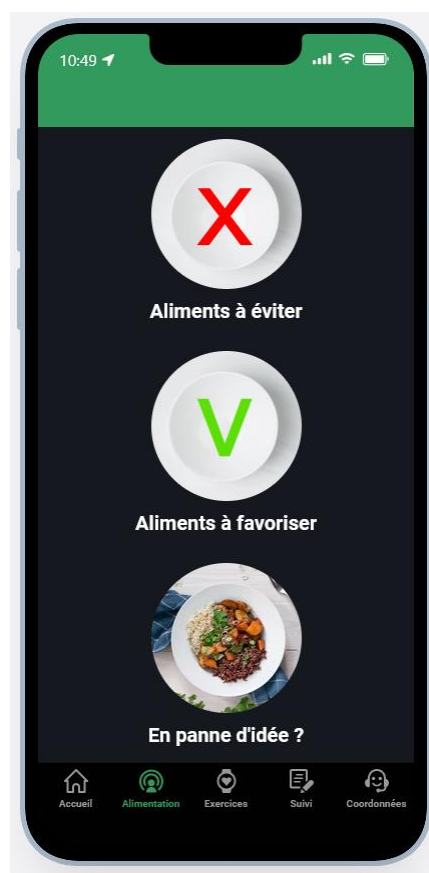 10:49
X
Aliments à éviter
V
Aliments à favoriser
En panne d'idée ?
Accueil
Alimentation
Exercices
Suivi
Coordonnées